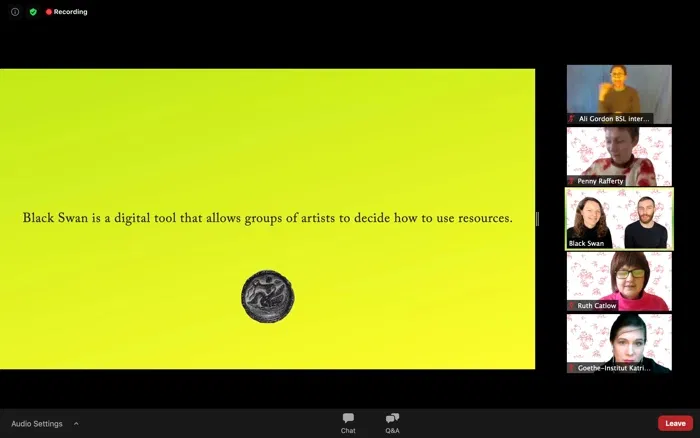 Recording
Black Swan is a digital tool that allows groups of artists to decide how to use resources.
Ali Gordon BSL inter...
Penny Rafferty
Black Swan
Ruth Catlow
Goethe-Institut Katri...
Audio Settings
Chat
Q&A
Leave